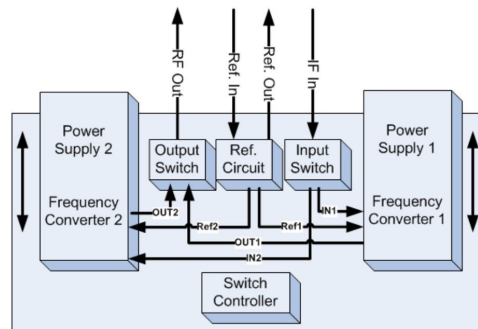 RF Out
Ref. In
Ref. Out
IF In
Power
Supply 2
Frequency
Converter 2
Output
Switch
Ref.
Circuit
Input
Switch
Power
Supply 1
Frequency
Converter 1
OUT2
IN1
Ref2
Ref1
OUT1
IN2
Switch
Controller